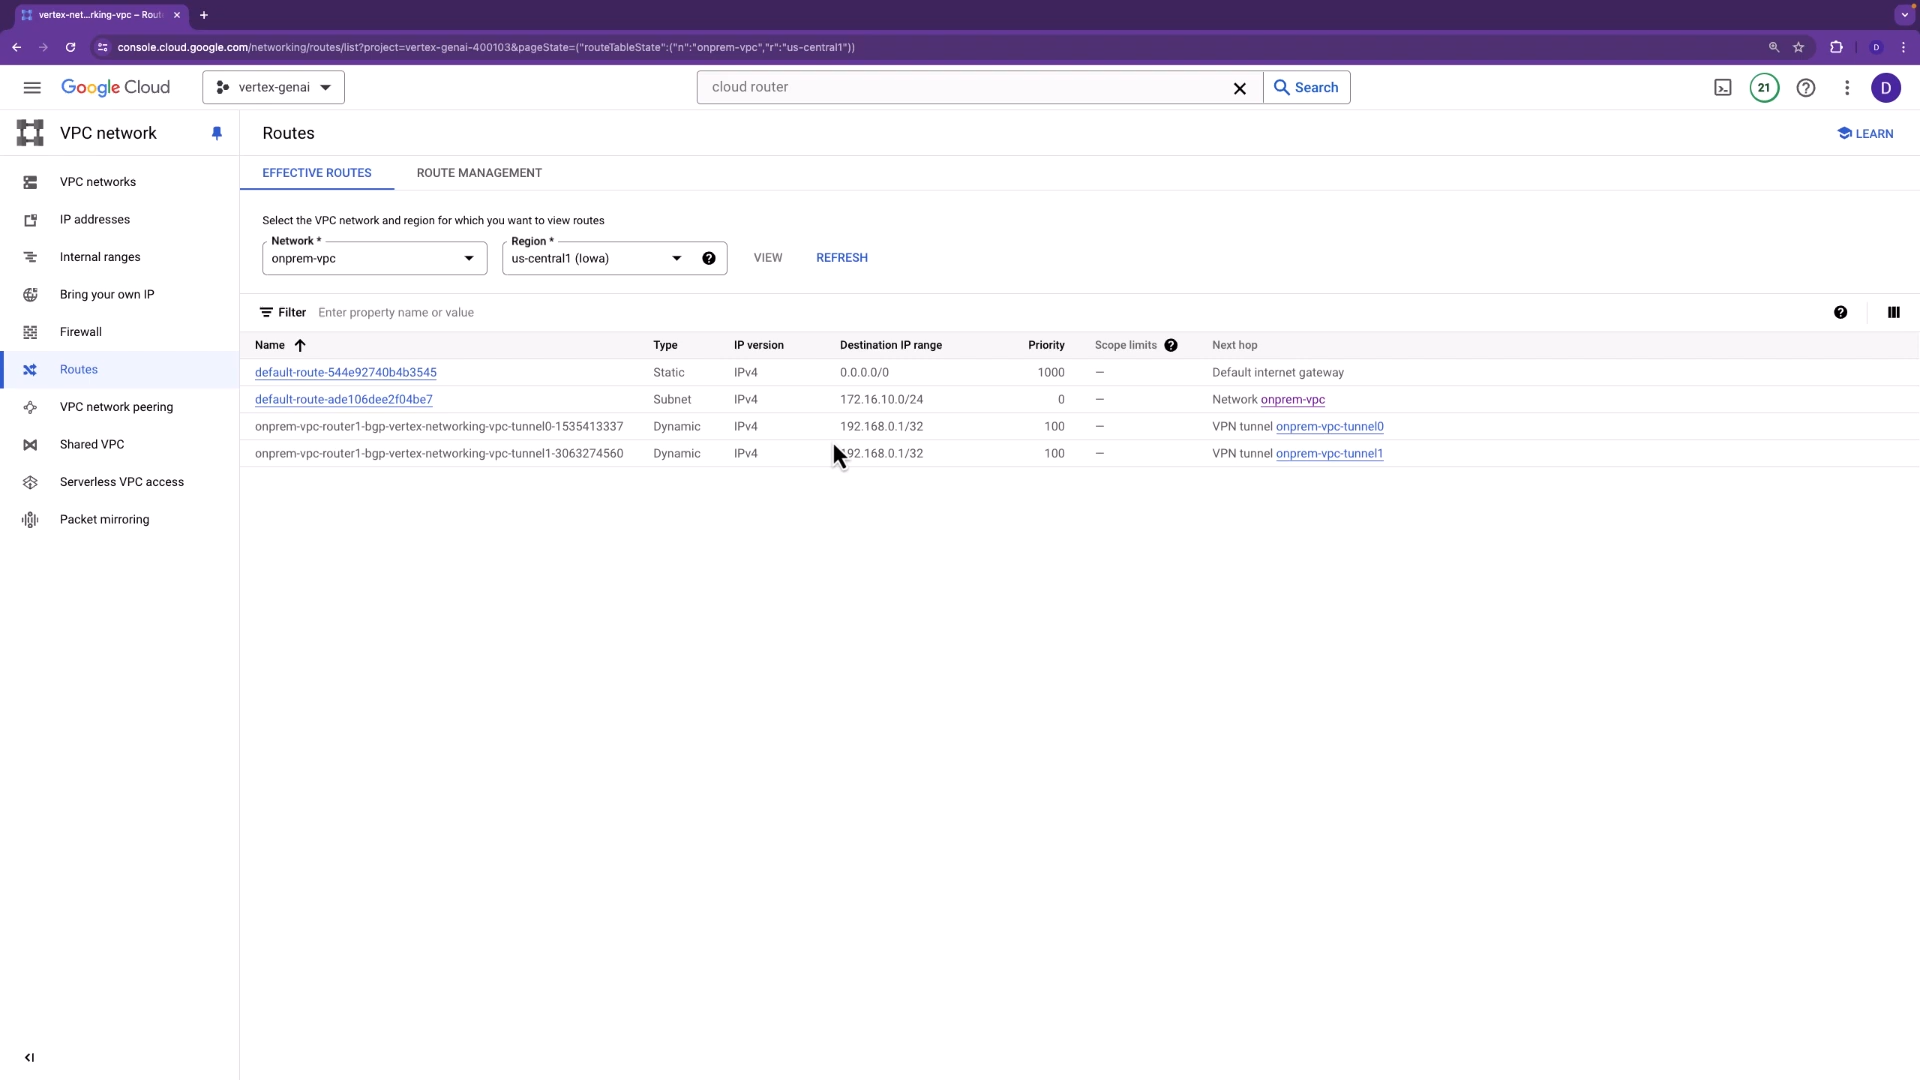 vertex-net...rking-vpc – Rout
console.cloud.google.com/networking/routes/list?project=vertex-genai-400103&pageState=("routeTableState":("n":"onprem-vpc","r":"us-central1"))
D
Google Cloud
vertex-genai
cloud router
Search
21
D
VPC network
Routes
LEARN
VPC networks
IP addresses
Internal ranges
Bring your own IP
Firewall
Routes
VPC network peering
Shared VPC
Serverless VPC access
Packet mirroring
EFFECTIVE ROUTES ROUTE MANAGEMENT
Select the VPC network and region for which you want to view routes
Network * Region *
onprem-vpc us-central1 (Iowa) VIEW REFRESH
Filter Enter property name or value
Name Type IP version Destination IP range Priority Scope limits Next hop
default-route-544e92740b4b3545 Static IPv4 0.0.0.0/0 1000 — Default internet gateway
default-route-ade106dee2f04be7 Subnet IPv4 172.16.10.0/24 0 — Network onprem-vpc
onprem-vpc-router1-bgp-vertex-networking-vpc-tunnel0-1535413337 Dynamic IPv4 192.168.0.1/32 100 — VPN tunnel onprem-vpc-tunnel0
onprem-vpc-router1-bgp-vertex-networking-vpc-tunnel1-3063274560 Dynamic IPv4 192.168.0.1/32 100 — VPN tunnel onprem-vpc-tunnel1